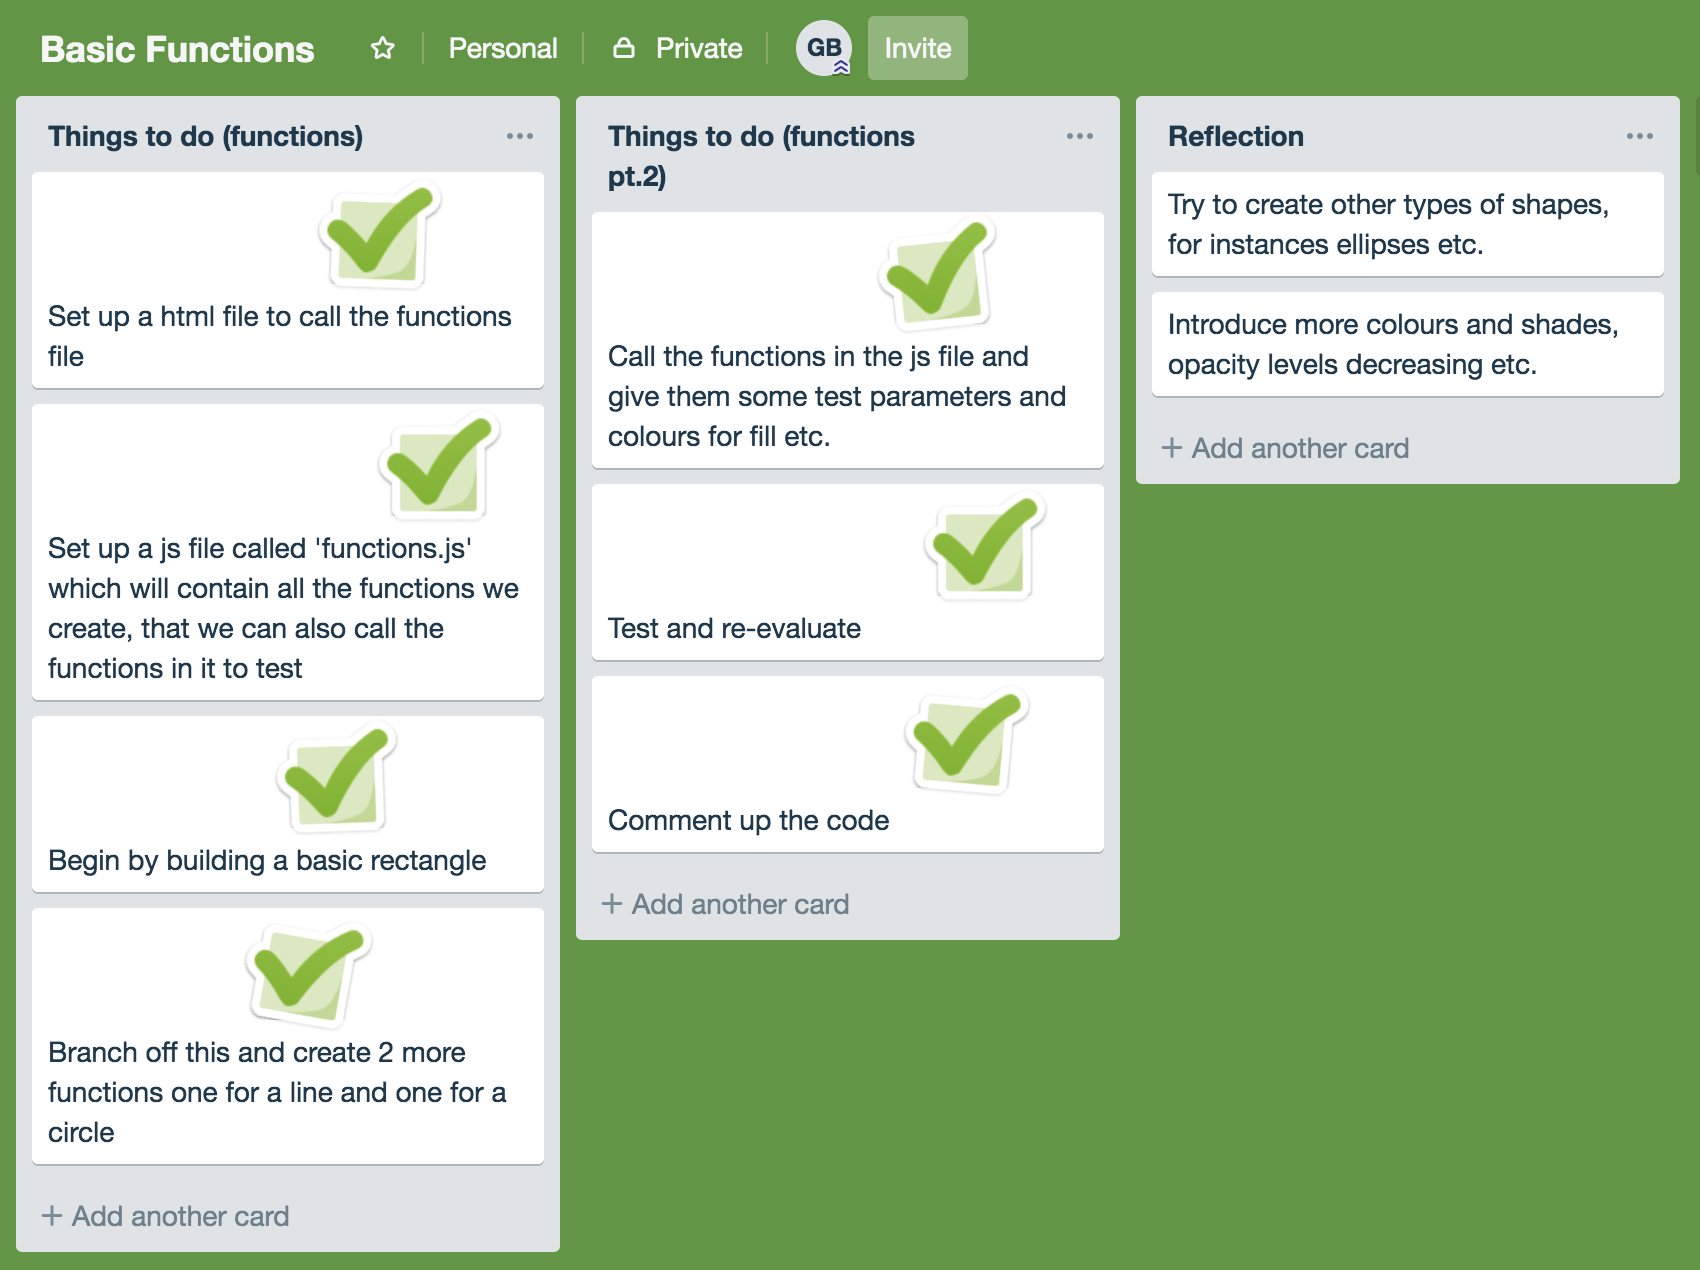 Basic Functions
Personal
Private
GB
Invite
Things to do (functions)
Set up a html file to call the functions
file
Set up a js file called 'functions.js'
which will contain all the functions we
create, that we can also call the
functions in it to test
Begin by building a basic rectangle
Branch off this and create 2 more
functions one for a line and one for a
circle
+ Add another card
Things to do (functions
pt.2)
Call the functions in the js file and
give them some test parameters and
colours for fill etc.
Test and re-evaluate
Comment up the code
+ Add another card
Reflection
Try to create other types of shapes,
for instances ellipses etc.
Introduce more colours and shades,
opacity levels decreasing etc.
+ Add another card